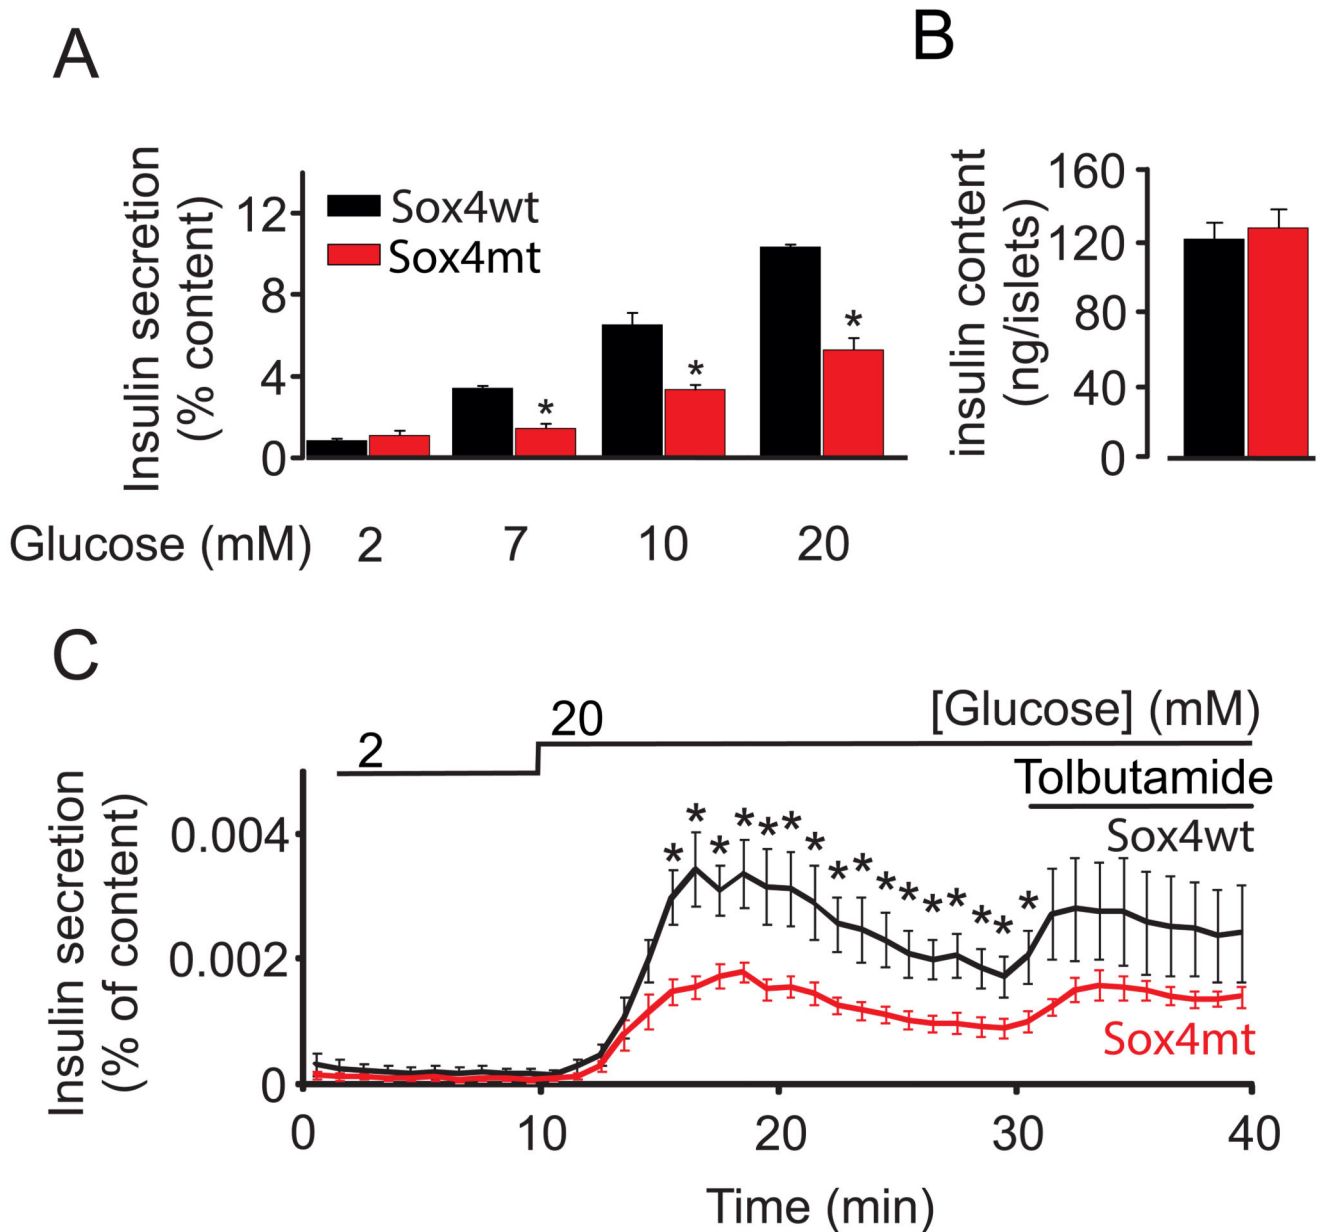 A
B
Insulin secretion
(% content)
12
8
4
0
Sox4wt
Sox4mt
*
*
*
Glucose (mM) 2 7 10 20
insulin content
(ng/islets)
160
120
80
40
0
C
2
20
[Glucose] (mM)
Tolbutamide
Sox4wt
Sox4mt
* * * * * * * * * * * * * * * *
Insulin secretion
(% of content)
0.004
0.002
0
0 10 20 30 40
Time (min)